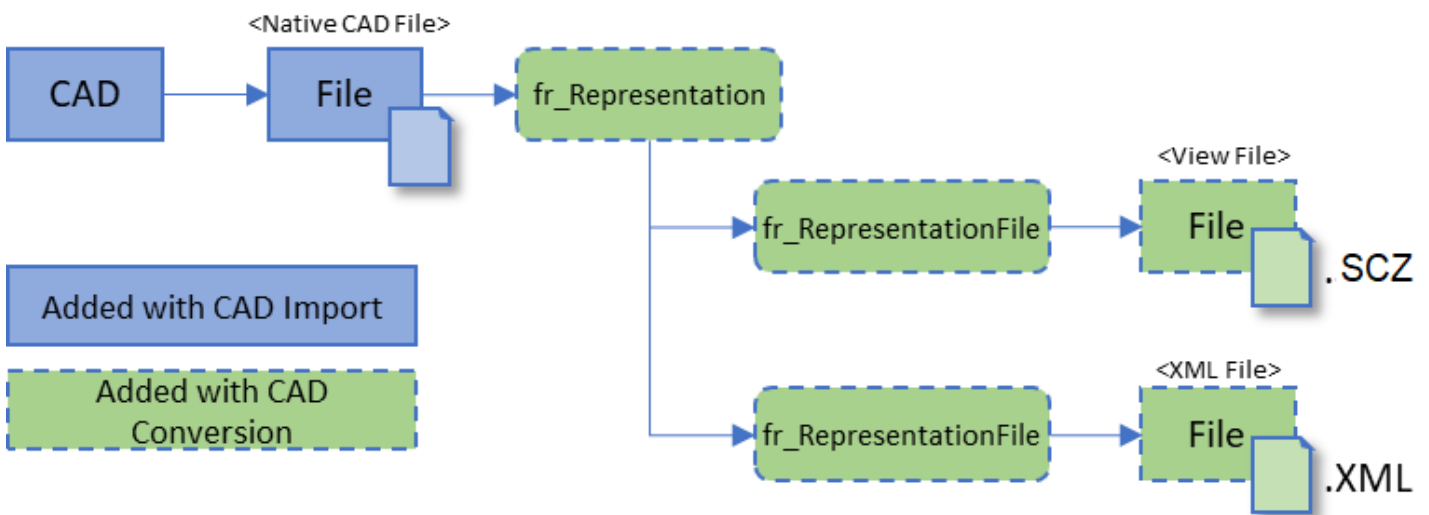 <Native CAD File>
CAD
File
fr_Representation
<View File>
fr_RepresentationFile
File
.SCZ
Added with CAD Import
<XML File>
Added with CAD
Conversion
fr_RepresentationFile
File
.XML